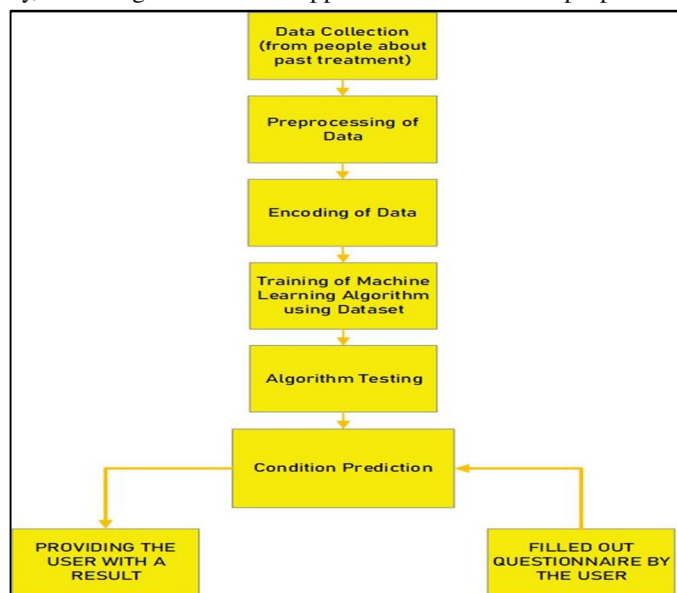 Data Collection
(from people about
past treatment)
Preprocessing of
Data
Encoding of Data
Training of Machine
Learning Algorithm
using Dataset
Algorithm Testing
Condition Prediction
PROVIDING THE
USER WITH A
RESULT
FILLED OUT
QUESTIONNAIRE BY
THE USER